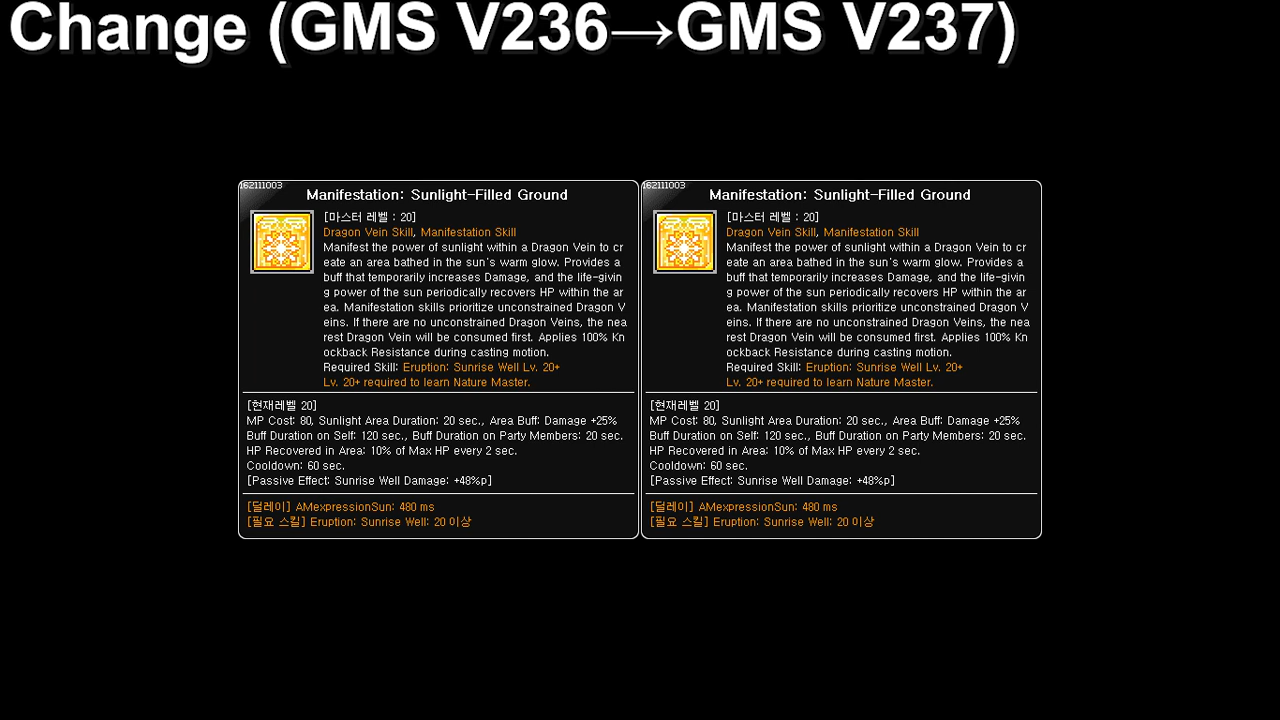 Change (GMS V236→GMS V237)
162111003
Manifestation: Sunlight-Filled Ground
[마스터 레벨 : 20]
Dragon Vein Skill, Manifestation Skill
Manifest the power of sunlight within a Dragon Vein to cr
eate an area bathed in the sun's warm glow. Provides a
buff that temporarily increases Damage, and the life-givin
g power of the sun periodically recovers HP within the ar
ea. Manifestation skills prioritize unconstrained Dragon V
eins. If there are no unconstrained Dragon Veins, the nea
rest Dragon Vein will be consumed first. Applies 100% Kn
ockback Resistance during casting motion.
Required Skill: Eruption: Sunrise Well Lv. 20+
Lv. 20+ required to learn Nature Master.
[현재레벨 20]
MP Cost: 80, Sunlight Area Duration: 20 sec., Area Buff: Damage +25%
Buff Duration on Self: 120 sec., Buff Duration on Party Members: 20 sec.
HP Recovered in Area: 10% of Max HP every 2 sec.
Cooldown: 60 sec.
[Passive Effect: Sunrise Well Damage: +48%p]
[딜레이] AMexpressionSun: 480 ms
[필요 스킬] Eruption: Sunrise Well: 20 이상
162111003
Manifestation: Sunlight-Filled Ground
[마스터 레벨 : 20]
Dragon Vein Skill, Manifestation Skill
Manifest the power of sunlight within a Dragon Vein to cr
eate an area bathed in the sun's warm glow. Provides a
buff that temporarily increases Damage, and the life-givin
g power of the sun periodically recovers HP within the ar
ea. Manifestation skills prioritize unconstrained Dragon V
eins. If there are no unconstrained Dragon Veins, the nea
rest Dragon Vein will be consumed first. Applies 100% Kn
ockback Resistance during casting motion.
Required Skill: Eruption: Sunrise Well Lv. 20+
Lv. 20+ required to learn Nature Master.
[현재레벨 20]
MP Cost: 80, Sunlight Area Duration: 20 sec., Area Buff: Damage +25%
Buff Duration on Self: 120 sec., Buff Duration on Party Members: 20 sec.
HP Recovered in Area: 10% of Max HP every 2 sec.
Cooldown: 60 sec.
[Passive Effect: Sunrise Well Damage: +48%p]
[딜레이] AMexpressionSun: 480 ms
[필요 스킬] Eruption: Sunrise Well: 20 이상